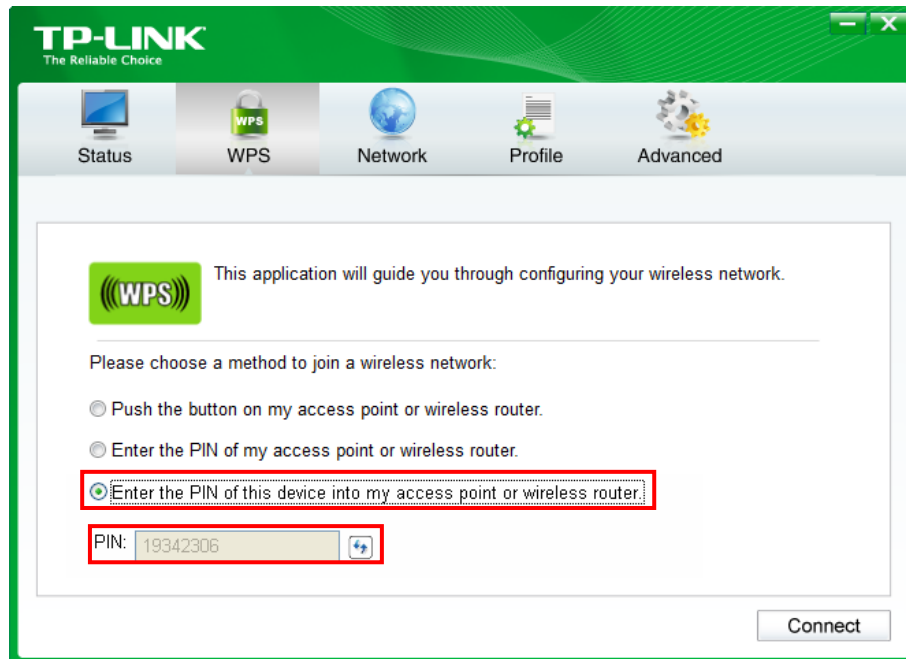 TP-LINK
The Reliable Choice
Status
WPS
WPS
Network
Profile
Advanced
(((WPS)))
This application will guide you through configuring your wireless network.
Please choose a method to join a wireless network:
Push the button on my access point or wireless router.
Enter the PIN of my access point or wireless router.
Enter the PIN of this device into my access point or wireless router.
PIN: 19342306
Connect